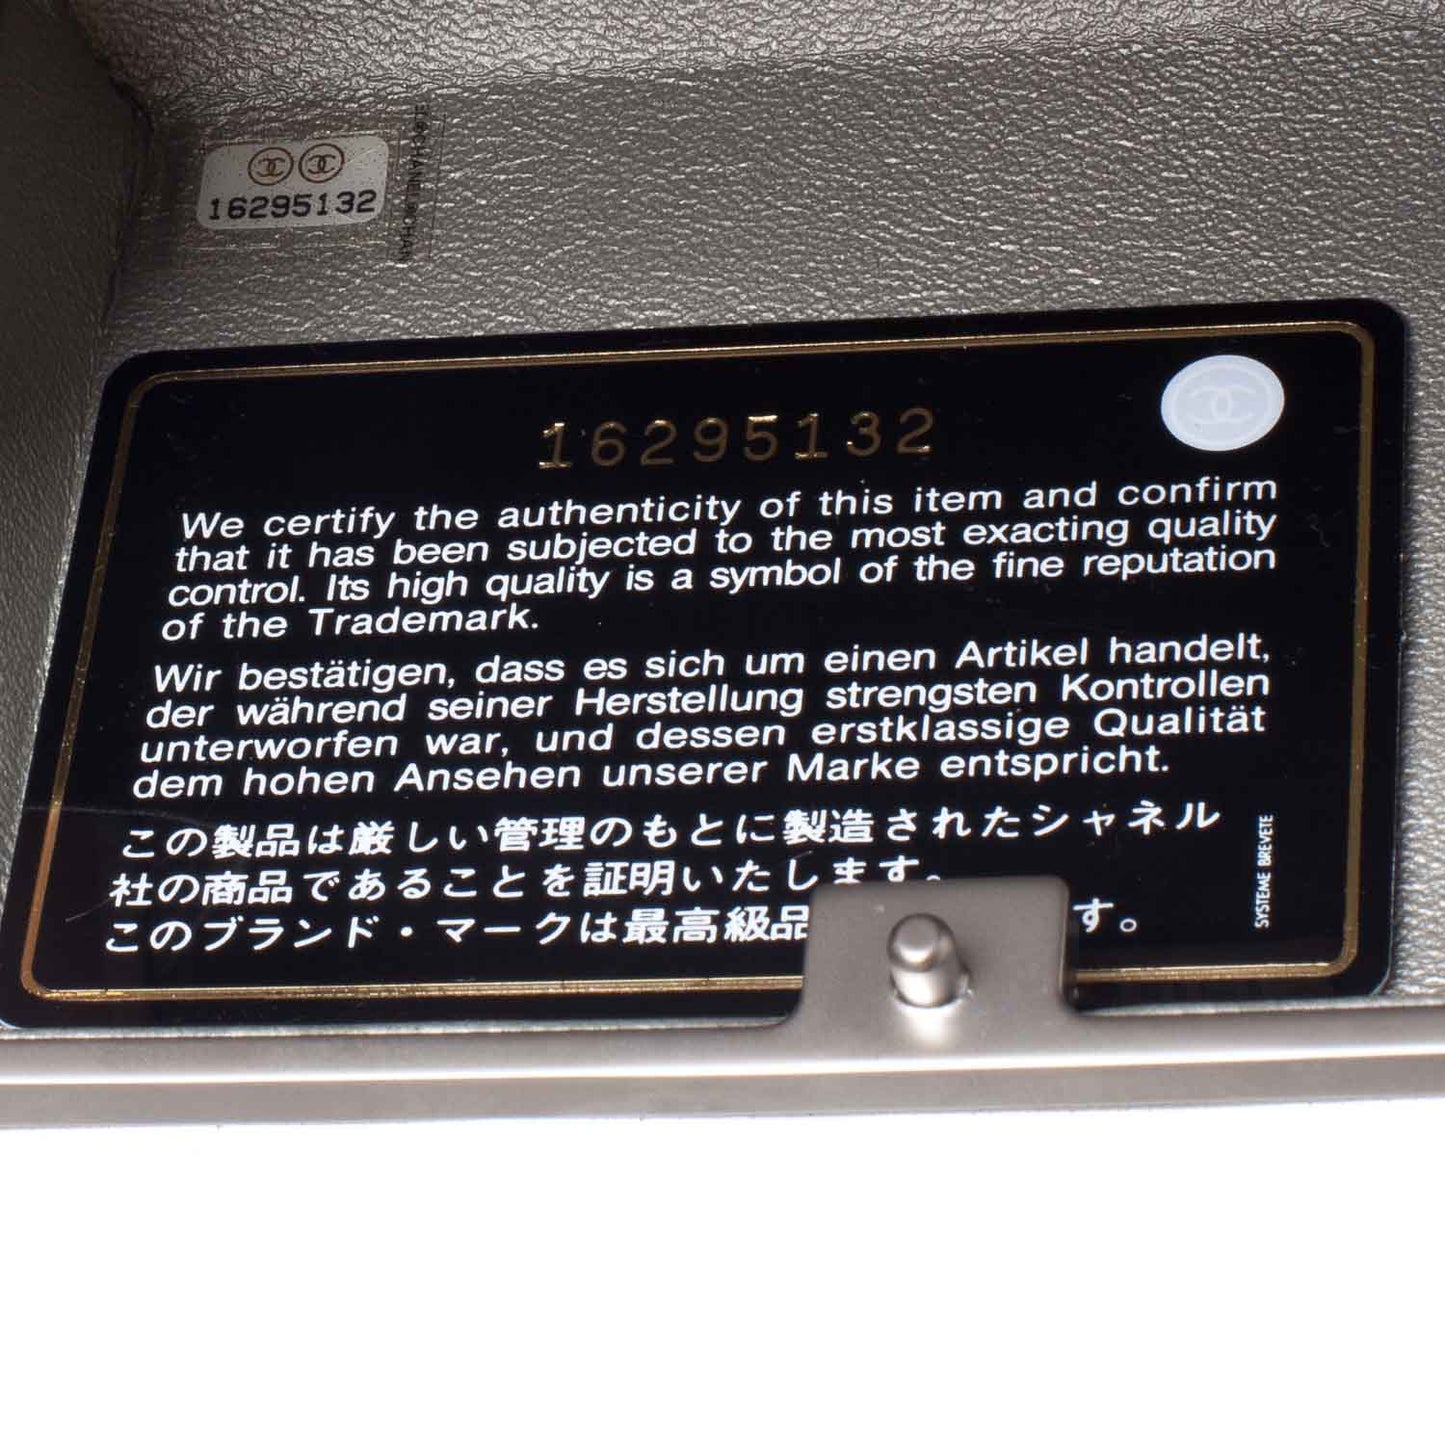 16295132
16295132
We certify the authenticity of this item and confirm
that it has been subjected to the most exacting quality
control. Its high quality is a symbol of the fine reputation
of the Trademark.
Wir bestätigen, dass es sich um einen Artikel handelt,
der während seiner Herstellung strengsten Kontrollen
unterworfen war, und dessen erstklassige Qualität
dem hohen Ansehen unserer Marke entspricht.
この製品は厳しい管理のもとに製造されたシャネル
社の商品であることを証明いたします。
このブランド・マークは最高級品 す。
SYSTEME BREVETE